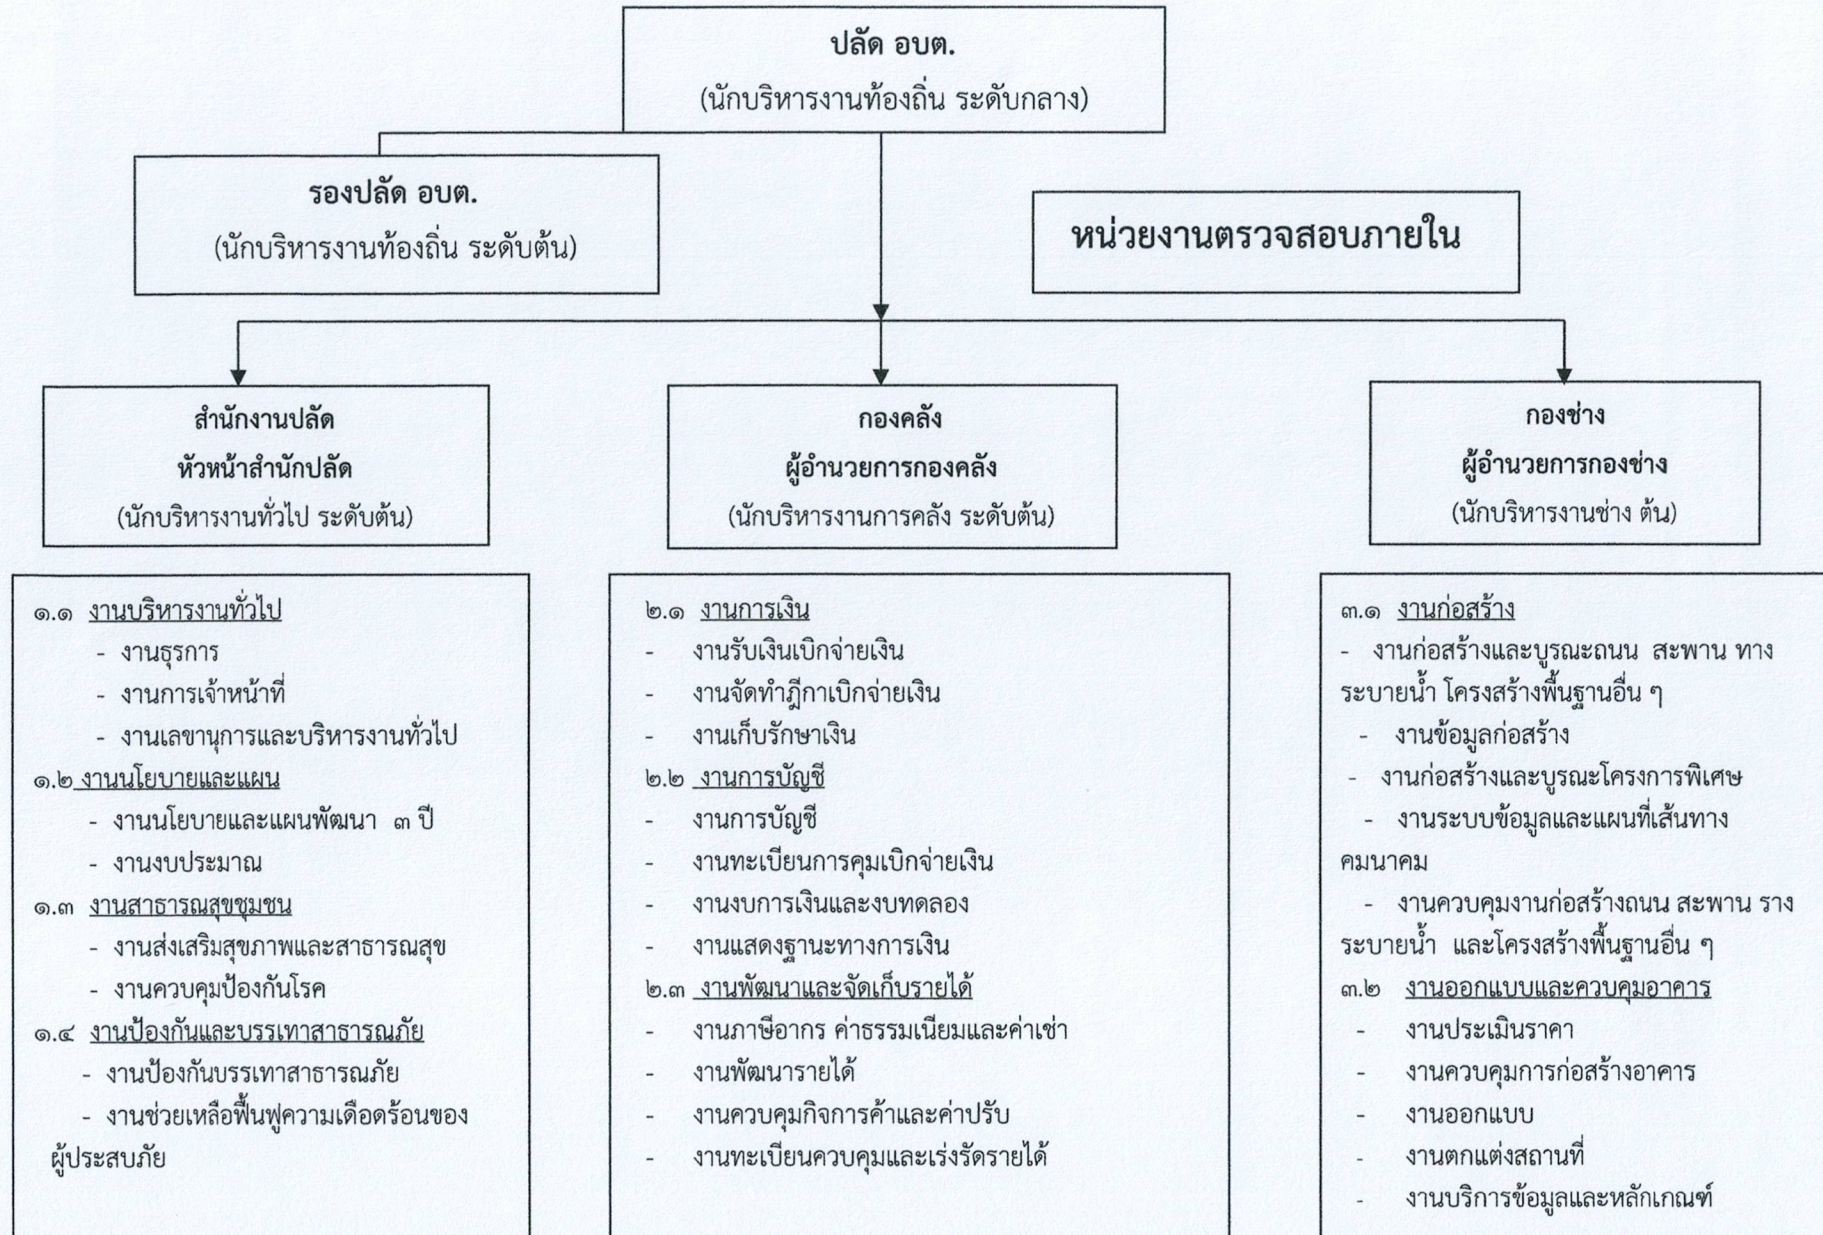 ปลัด อบต.
(นักบริหารงานท้องถิ่น ระดับกลาง)
รองปลัด อบต.
(นักบริหารงานท้องถิ่น ระดับต้น)
หน่วยงานตรวจสอบภายใน
สำนักงานปลัด
หัวหน้าสำนักปลัด
(นักบริหารงานทั่วไป ระดับต้น)
กองคลัง
ผู้อำนวยการกองคลัง
(นักบริหารงานการคลัง ระดับต้น)
กองช่าง
ผู้อำนวยการกองช่าง
(นักบริหารงานช่าง ต้น)
๑.๑ งานบริหารงานทั่วไป
- งานธุรการ
- งานการเจ้าหน้าที่
- งานเลขานุการและบริหารงานทั่วไป
๑.๒ งานนโยบายและแผน
- งานนโยบายและแผนพัฒนา ๓ ปี
- งานงบประมาณ
๑.๓ งานสาธารณสุขชุมชน
- งานส่งเสริมสุขภาพและสาธารณสุข
- งานควบคุมป้องกันโรค
๑.๔ งานป้องกันและบรรเทาสาธารณภัย
- งานป้องกันบรรเทาสาธารณภัย
- งานช่วยเหลือฟื้นฟูความเดือดร้อนของ
ผู้ประสบภัย
๒.๑ งานการเงิน
- งานรับเงินเบิกจ่ายเงิน
- งานจัดทำฎีกาเบิกจ่ายเงิน
- งานเก็บรักษาเงิน
๒.๒ งานการบัญชี
- งานการบัญชี
- งานทะเบียนการคุมเบิกจ่ายเงิน
- งานงบการเงินและงบทดลอง
- งานแสดงฐานะทางการเงิน
๒.๓ งานพัฒนาและจัดเก็บรายได้
- งานภาษีอากร ค่าธรรมเนียมและค่าเช่า
- งานพัฒนารายได้
- งานควบคุมกิจการค้าและค่าปรับ
- งานทะเบียนควบคุมและเร่งรัดรายได้
๓.๑ งานก่อสร้าง
- งานก่อสร้างและบูรณะถนน สะพาน ทาง
ระบายน้ำ โครงสร้างพื้นฐานอื่น ๆ
- งานข้อมูลก่อสร้าง
- งานก่อสร้างและบูรณะโครงการพิเศษ
- งานระบบข้อมูลและแผนที่เส้นทาง
คมนาคม
- งานควบคุมงานก่อสร้างถนน สะพาน ราง
ระบายน้ำ และโครงสร้างพื้นฐานอื่น ๆ
๓.๒ งานออกแบบและควบคุมอาคาร
- งานประเมินราคา
- งานควบคุมการก่อสร้างอาคาร
- งานออกแบบ
- งานตกแต่งสถานที่
- งานบริการข้อมูลและหลักเกณฑ์